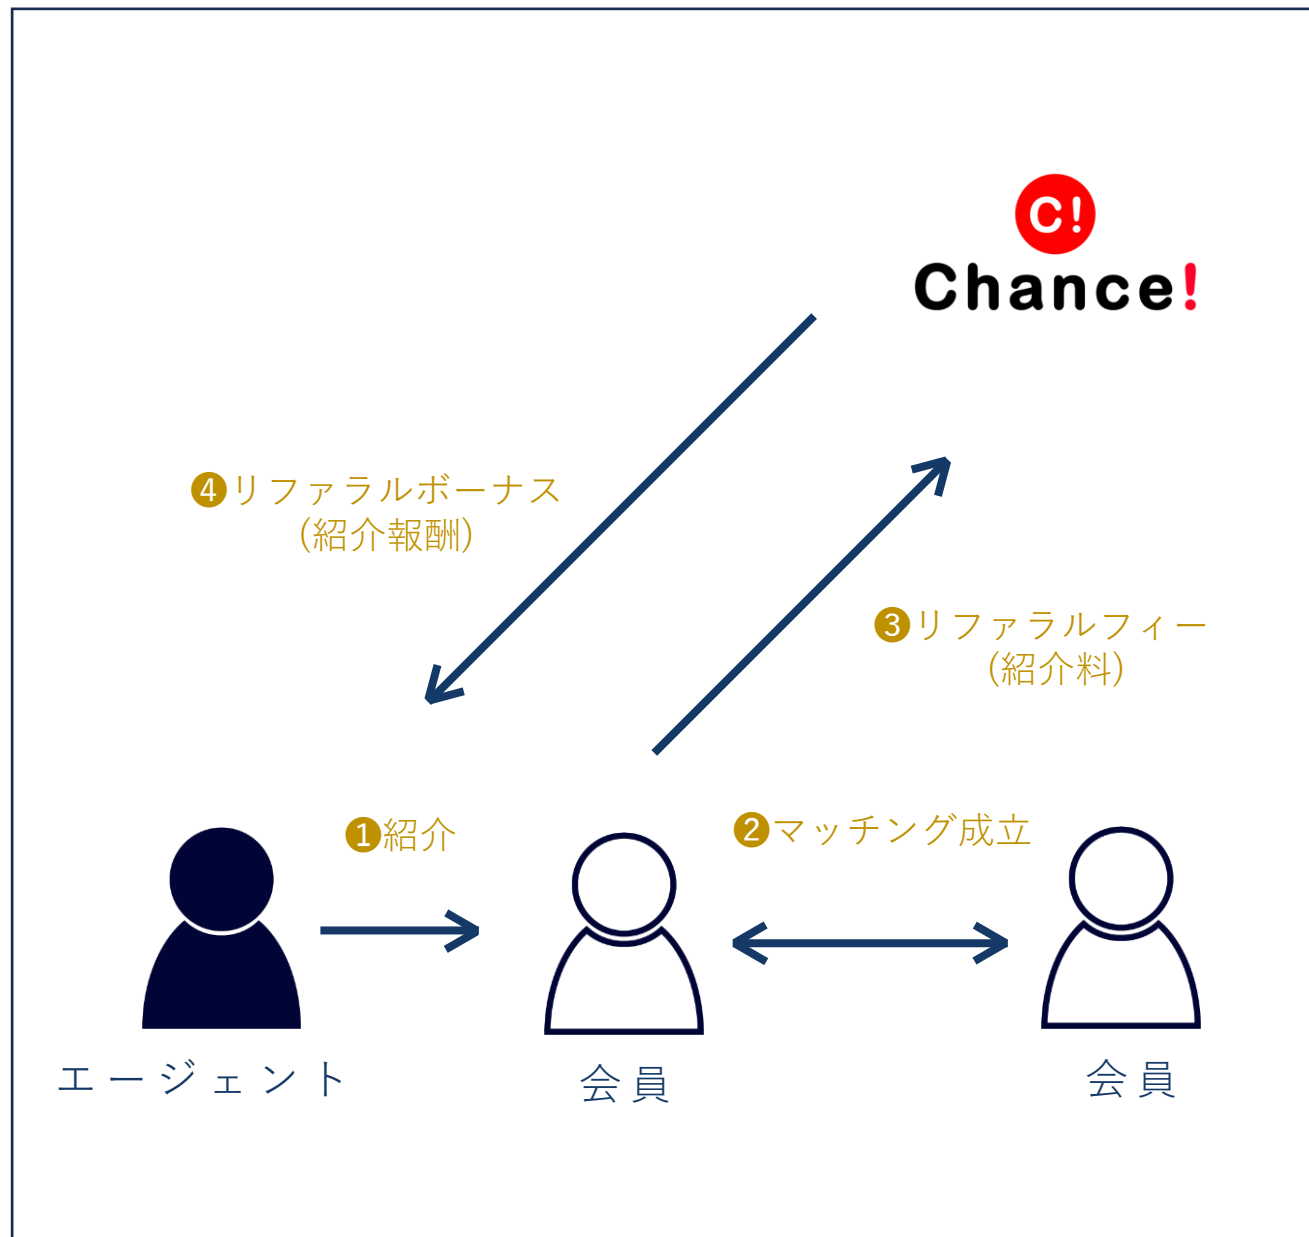 C!
Chance!
❹リファラルボーナス
(紹介報酬)
❸リファラルフィー
(紹介料)
❶紹介
❷マッチング成立
エージェント
会員
会員